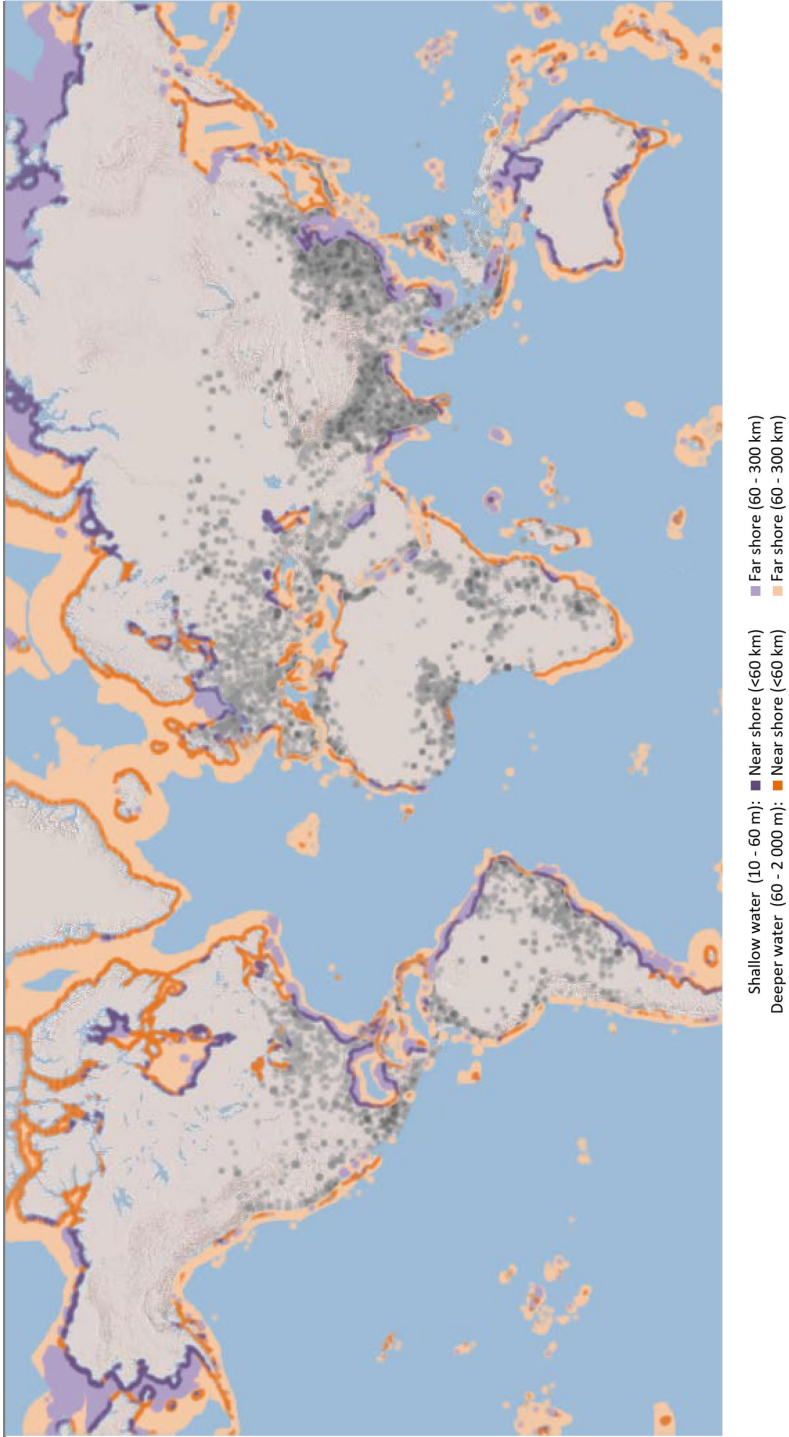 Shallow water (10 - 60 m): Near shore (<60 km) Far shore (60 - 300 km)
Deeper water (60 - 2 000 m): Near shore (<60 km) Far shore (60 - 300 km)